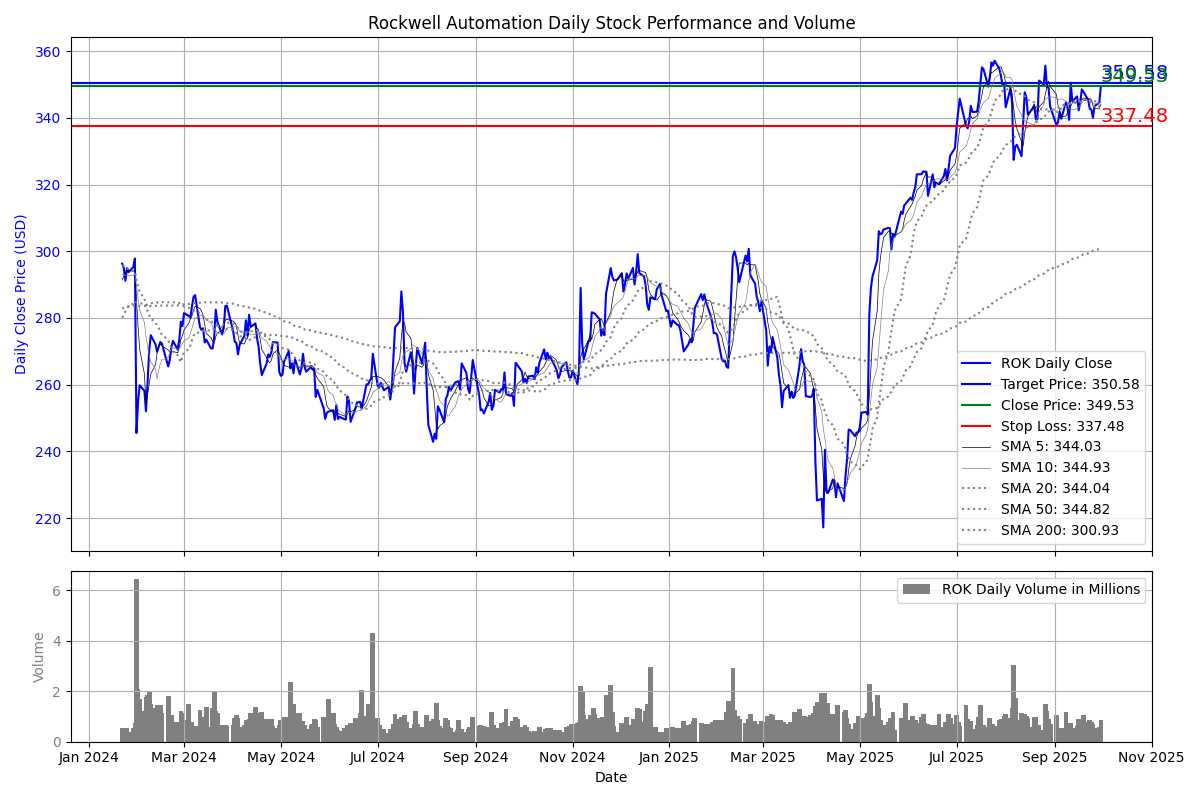 Rockwell Automation Daily Stock Performance and Volume
360
340
320
300
280
260
240
220
Daily Close Price (USD)
350.58
349.53
337.48
ROK Daily Close
Target Price: 350.58
Close Price: 349.53
Stop Loss: 337.48
SMA 5: 344.03
SMA 10: 344.93
SMA 20: 344.04
SMA 50: 344.82
SMA 200: 300.93
6
4
2
0
Volume
ROK Daily Volume in Millions
Jan 2024 Mar 2024 May 2024 Jul 2024 Sep 2024 Nov 2024 Jan 2025 Mar 2025 May 2025 Jul 2025 Sep 2025 Nov 2025
Date